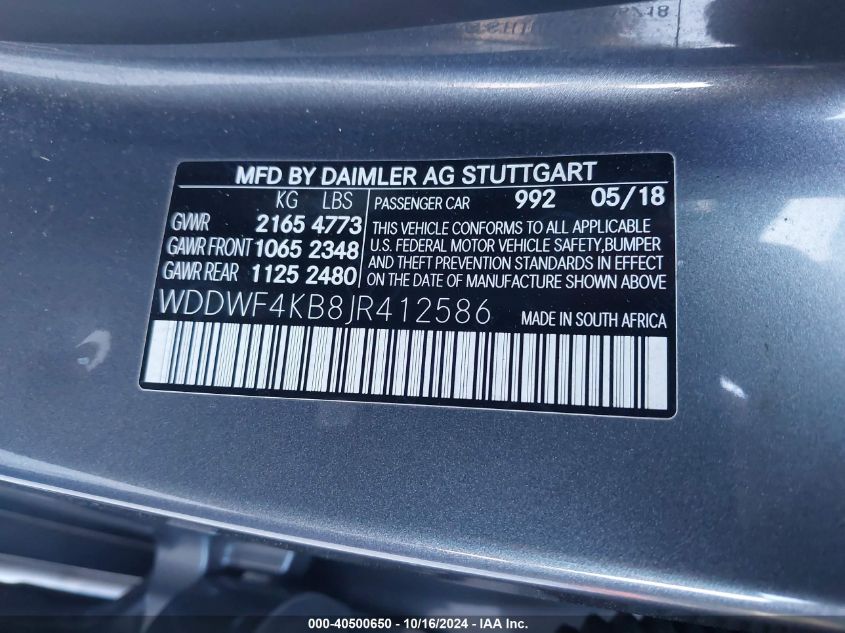 MFD BY DAIMLER AG STUTTGART
KG LBS
GVWR 2165 4773
GAWR FRONT 1065 2348
GAWR REAR 1125 2480
PASSENGER CAR 992 05/18
THIS VEHICLE CONFORMS TO ALL APPLICABLE
U.S. FEDERAL MOTOR VEHICLE SAFETY,BUMPER
AND THEFT PREVENTION STANDARDS IN EFFECT
ON THE DATE OF MANUFACTURE SHOWN ABOVE
WDDWF4KB8JR412586 MADE IN SOUTH AFRICA
000-40500650 - 10/16/2024 - IAA Inc.